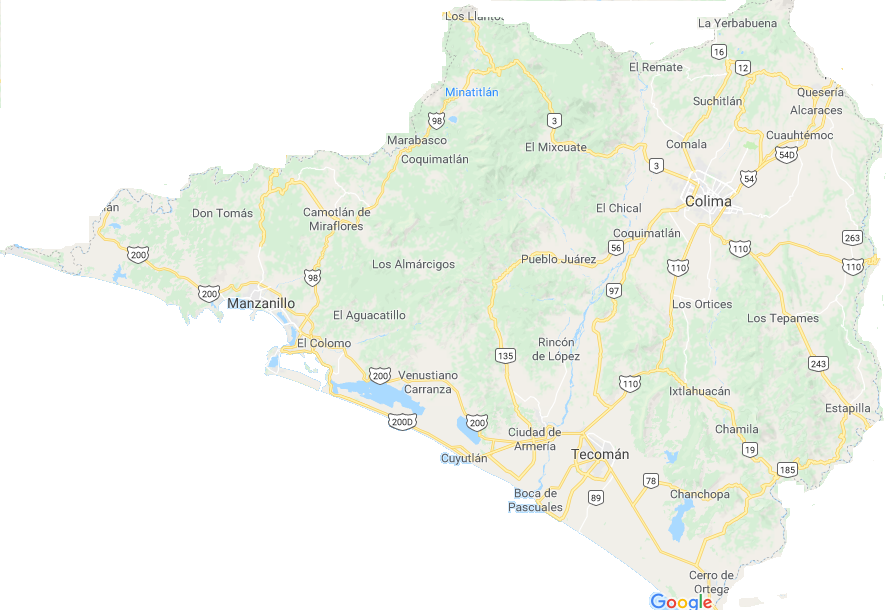 Los Llantot
La Yerbabuena
16
El Remate
12
Minatitlán
Quesería
Suchitlán
Alcaraces
98
3
Marabasco
Cuauhtémoc
El Mixcuate
Comala
54D
Coquimatlán
3
54
Colima
án
Don Tomás
Camotlán de
Miraflores
El Chical
Coquimatlán
263
200
56
110
Pueblo Juárez
Los Almárcigos
110
110
98
200
97
Manzanillo
Los Ortices
El Aguacatillo
Los Tepames
El Colomo
Rincón
de López
135
243
200
Venustiano
Carranza
110
Ixtlahuacán
Estapilla
200D
200
Chamila
Ciudad de
Armería
19
Cuyutlán
Tecomán
185
78
Boca de
Pascuales
89
Chanchopa
Cerro de
Ortega
Google